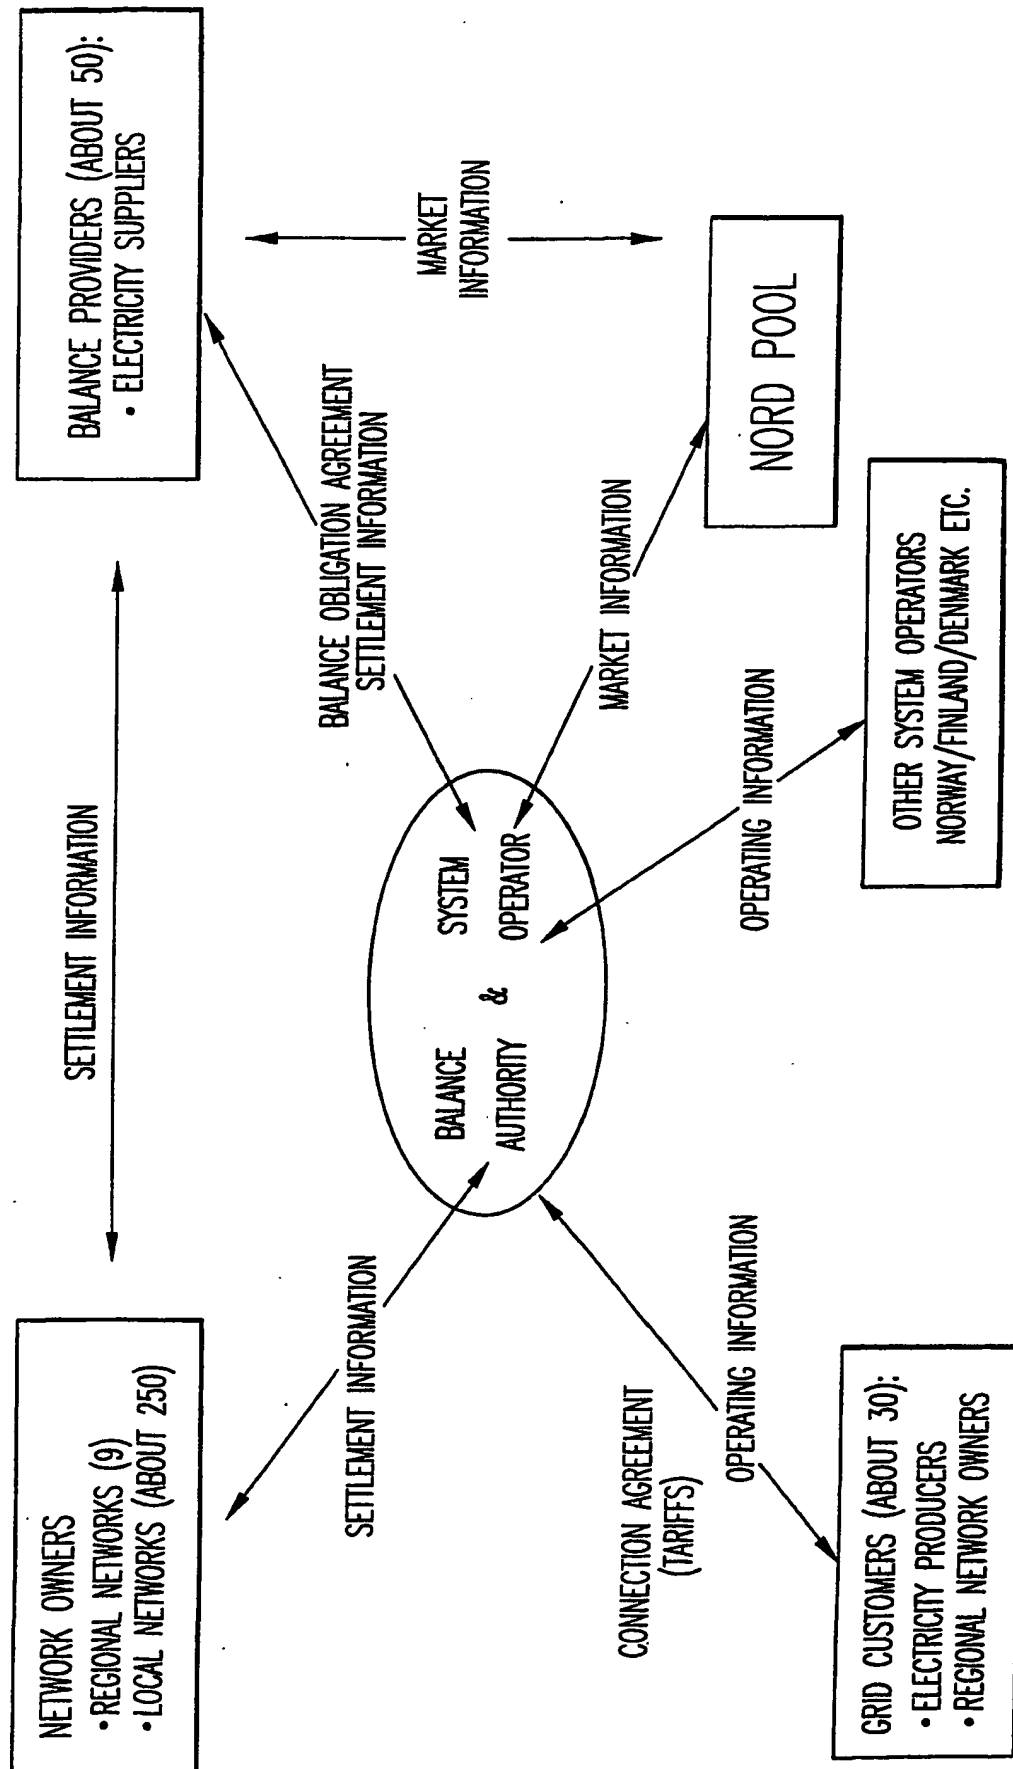 NETWORK OWNERS
• REGIONAL NETWORKS (9)
• LOCAL NETWORKS (ABOUT 250)
SETTLEMENT INFORMATION
BALANCE PROVIDERS (ABOUT 50):
• ELECTRICITY SUPPLIERS
SETTLEMENT INFORMATION
BALANCE OBLIGATION AGREEMENT
SETTLEMENT INFORMATION
MARKET
INFORMATION
BALANCE
AUTHORITY
&
SYSTEM
OPERATOR
MARKET INFORMATION
NORD POOL
CONNECTION AGREEMENT
(TARIFFS)
OPERATING INFORMATION
OPERATING INFORMATION
GRID CUSTOMERS (ABOUT 30):
• ELECTRICITY PRODUCERS
• REGIONAL NETWORK OWNERS
OTHER SYSTEM OPERATORS
NORWAY/FINLAND/DENMARK ETC.